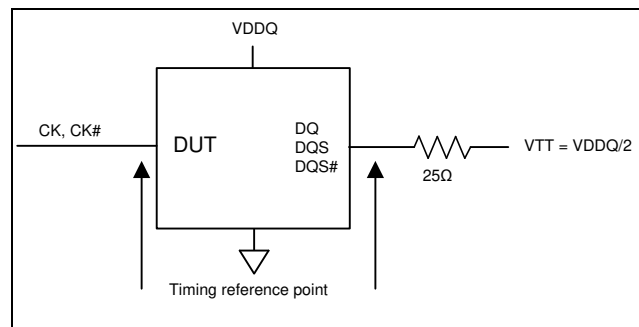 VDDQ
CK, CK#
DUT
DQ
DQS
DQS#
25Ω
VTT = VDDQ/2
Timing reference point